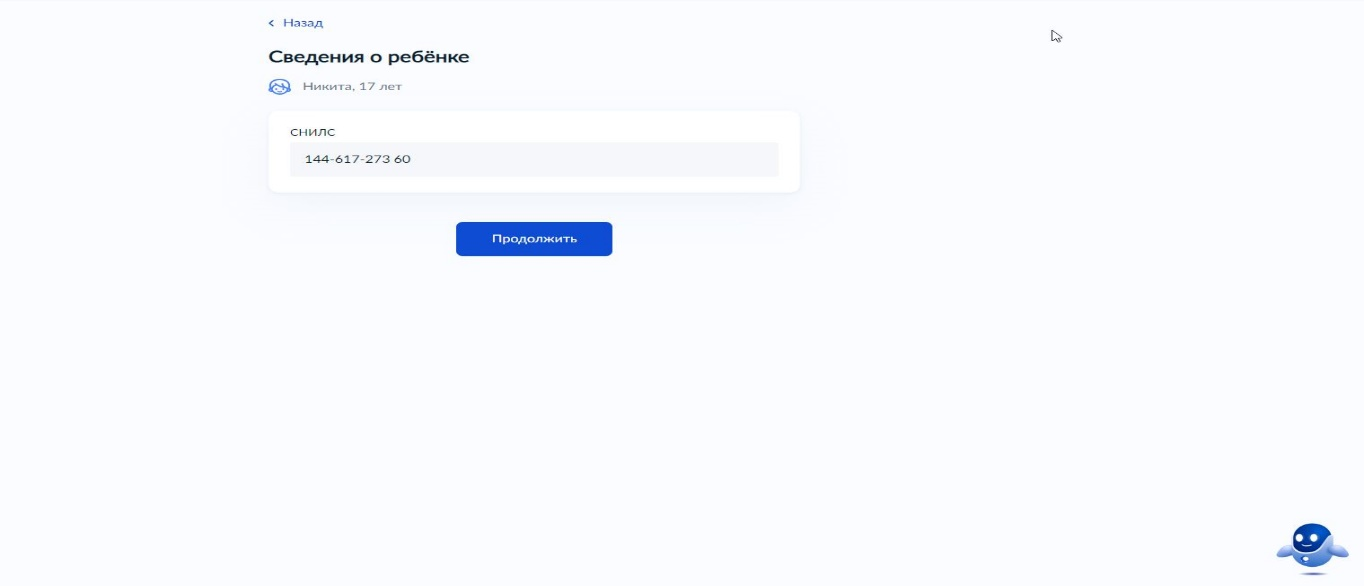 Назад
Сведения о ребёнке
Никита, 17 лет
СНИЛС
144-617-273 60
Продолжить